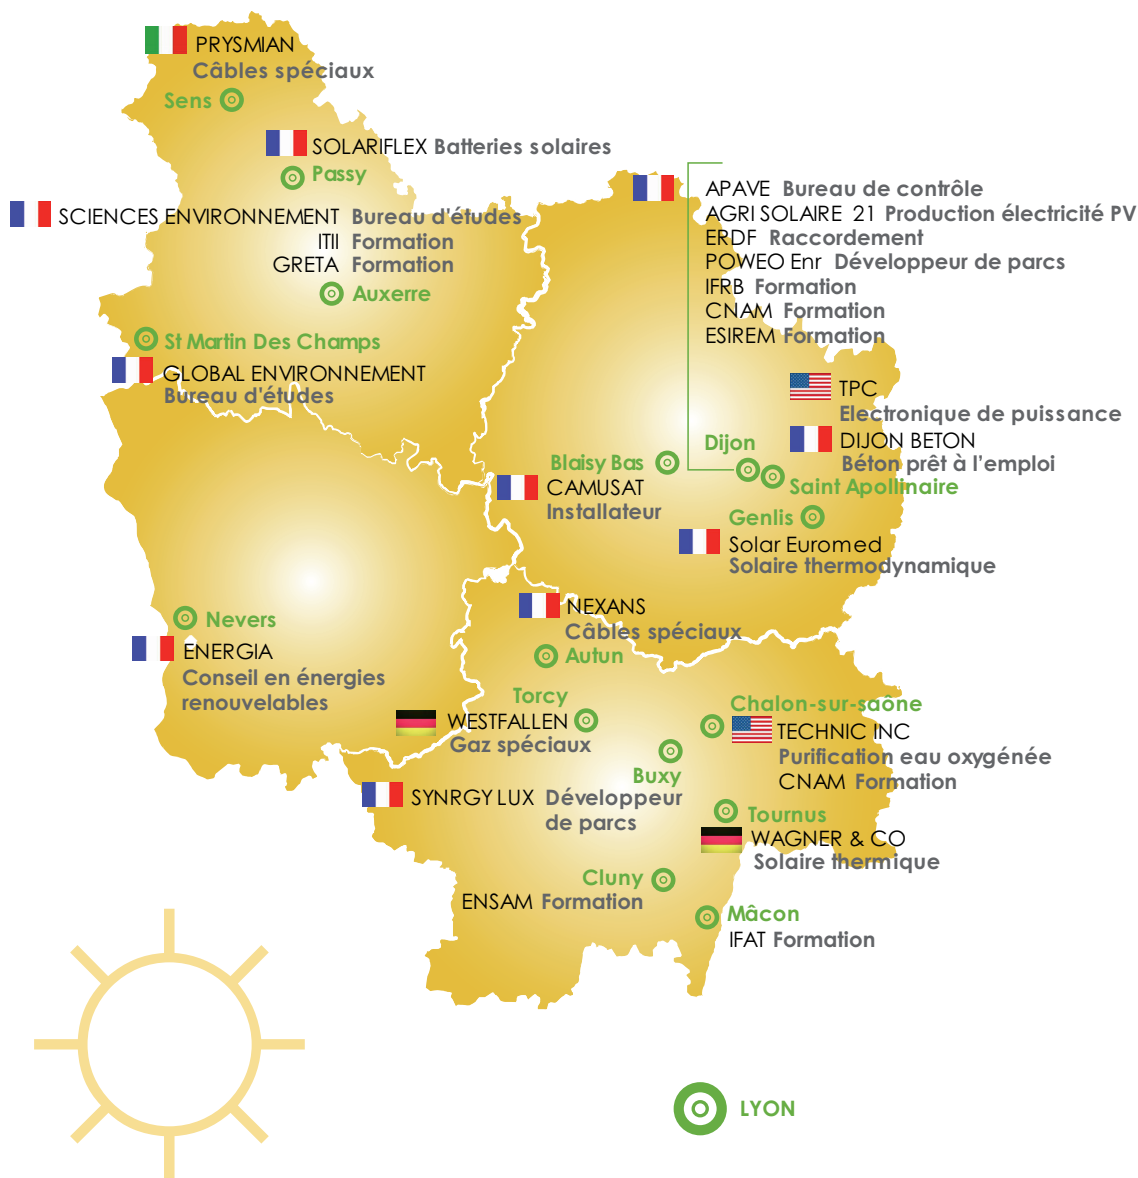 PRYSMIAN
Câbles spéciaux
Sens
SOLARIFLEX Batteries solaires
Passy
SCIENCES ENVIRONNEMENT Bureau d'études
ITII Formation
GRETA Formation
Auxerre
St Martin Des Champs
GLOBAL ENVIRONNEMENT
Bureau d'études
APAVE Bureau de contrôle
AGRI SOLAIRE 21 Production électricité PV
ERDF Raccordement
POWEO Enr Développeur de parcs
IFRB Formation
CNAM Formation
ESIREM Formation
TPC
Electronique de puissance
Dijon
DIJON BETON
Béton prêt à l'emploi
Saint Apollinaire
Blaisy Bas
CAMUSAT
Installateur
Genlis
Solar Euromed
Solaire thermodynamique
Nevers
ENERGIA
Conseil en énergies
renouvelables
NEXANS
Câbles spéciaux
Autun
Torcy
WESTFALLEN
Gaz spéciaux
Chalon-sur-saône
TECHNIC INC
Purification eau oxygénée
CNAM Formation
Buxy
SYNRGY LUX Développeur
de parcs
Tournus
WAGNER & CO
Solaire thermique
Cluny
ENSAM Formation
Mâcon
IFAT Formation
LYON